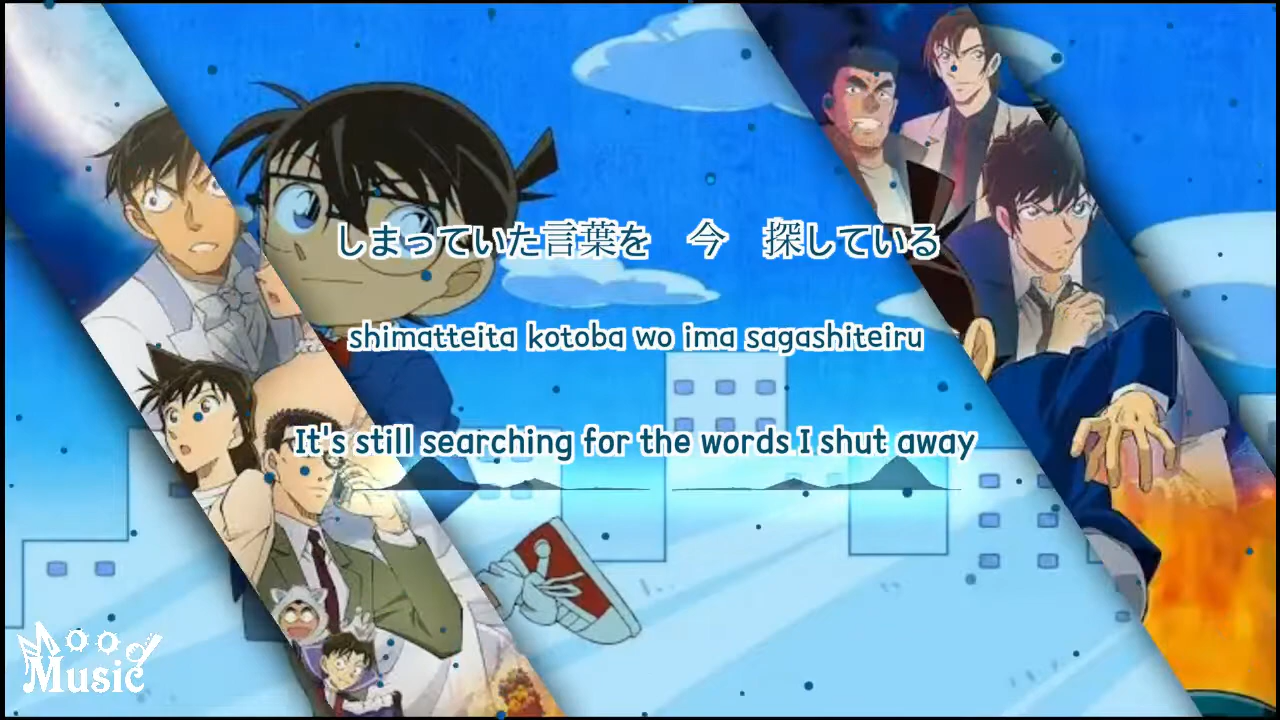 しまっていた言葉を　今　探している
shimatteita kotoba wo ima sagashiteiru
It's still searching for the words I shut away
Mood
Music